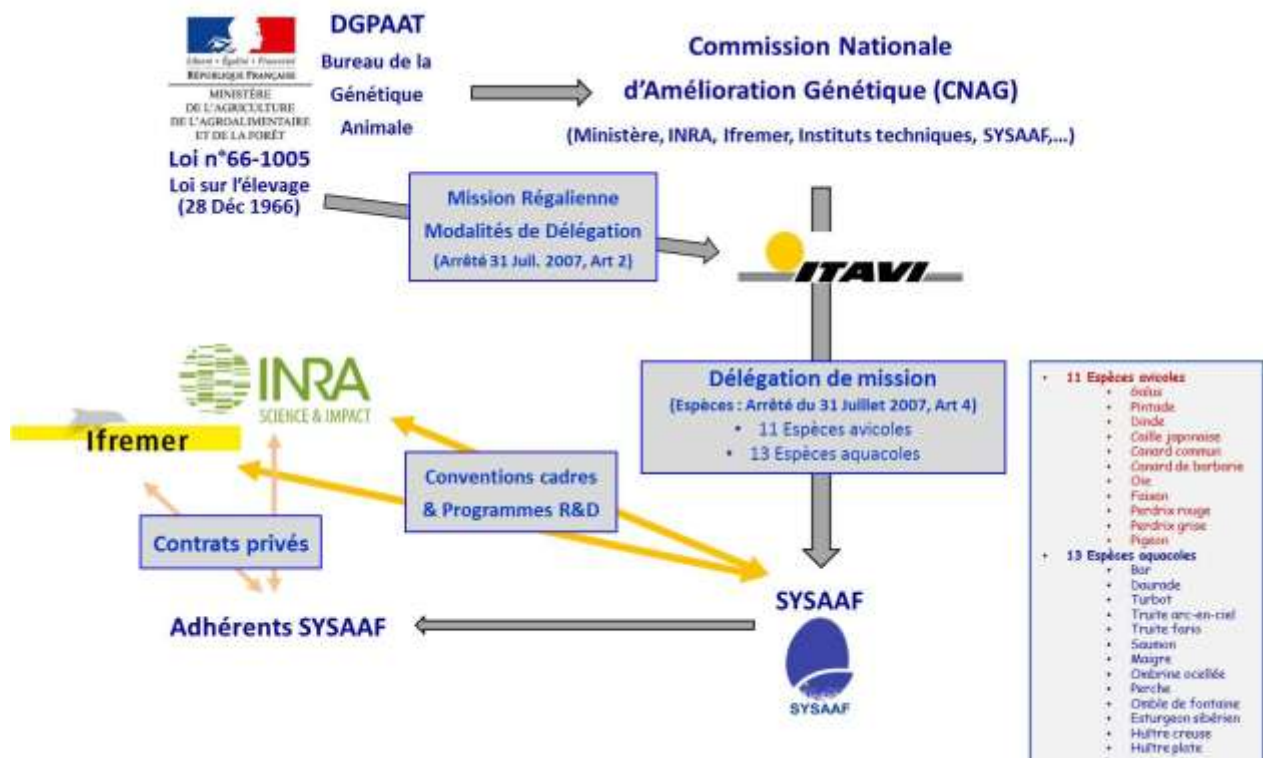 Liberté • Égalité • Fraternité
RÉPUBLIQUE FRANÇAISE
MINISTÈRE
DE L'AGRICULTURE
DE L'AGROALIMENTAIRE
ET DE LA FORÊT
Loi n°66-1005
Loi sur l'élevage
(28 Déc 1966)
DGPAAT
Bureau de la
Génétique
Animale
Commission Nationale
d'Amélioration Génétique (CNAG)
(Ministère, INRA, Ifremer, Instituts techniques, SYSAAF,...)
Mission Régalienne
Modalités de Délégation
(Arrêté 31 Juil. 2007, Art 2)
ITAVI
INRA
SCIENCE & IMPACT
Ifremer
Délégation de mission
(Espèces : Arrêté du 31 Juillet 2007, Art 4)
• 11 Espèces avicoles
• 13 Espèces aquacoles
Conventions cadres
& Programmes R&D
Contrats privés
Adhérents SYSAAF
SYSAAF
SYSAAF
• 11 Espèces avicoles
• Galus
• Pintade
• Dinde
• Caille japonaise
• Canard commun
• Canard de barbarie
• Oie
• Faisan
• Perdrix rouge
• Perdrix grise
• Pigeon
• 13 Espèces aquacoles
• Bar
• Daurade
• Turbot
• Truite arc-en-ciel
• Truite fario
• Saumon
• Maigre
• Ombrine ocellée
• Perche
• Omble de fontaine
• Esturgeon sibérien
• Huître creuse
• Huître plate